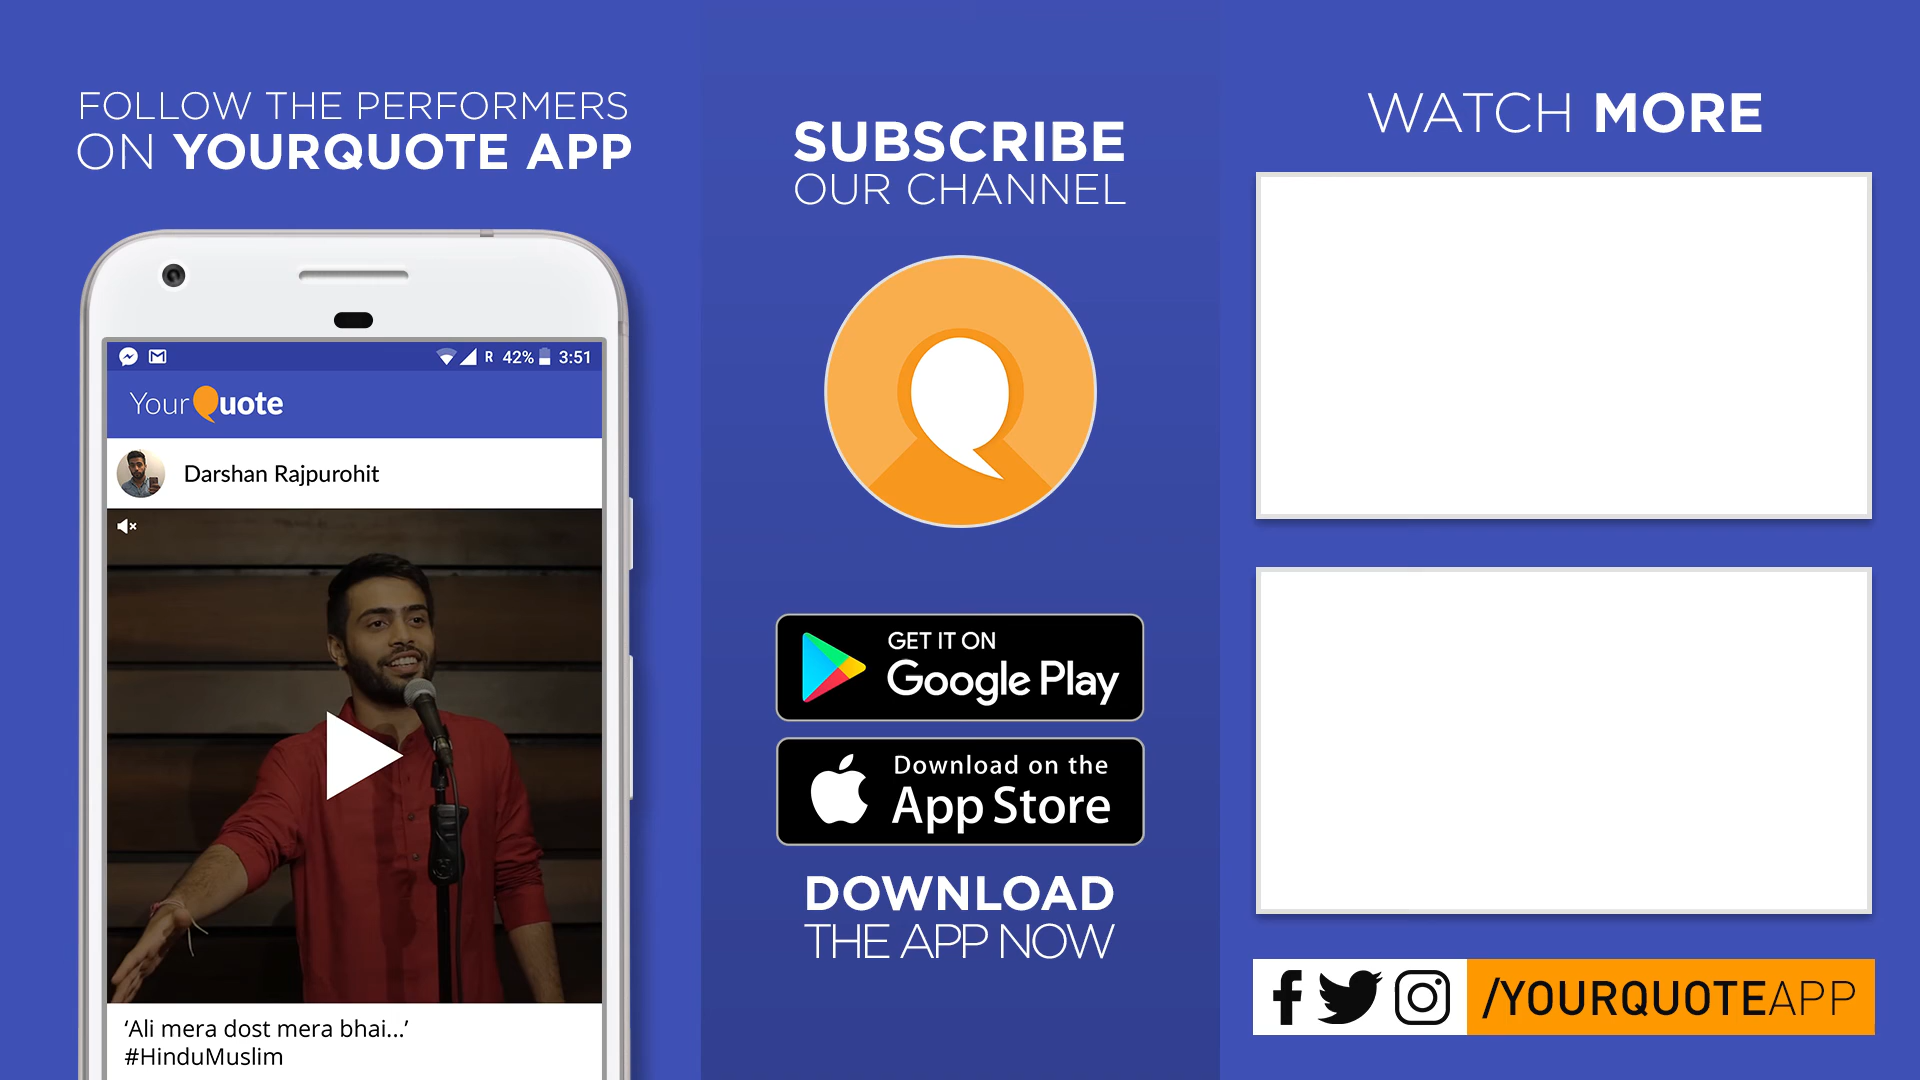 FOLLOW THE PERFORMERS
ON YOURQUOTE APP
R 42% 3:51
YourQuote
Darshan Rajpurohit
‘Ali mera dost mera bhai...’
#HinduMuslim
SUBSCRIBE
OUR CHANNEL
GET IT ON
Google Play
Download on the
App Store
DOWNLOAD
THE APP NOW
WATCH MORE
/YOURQUOTEAPP